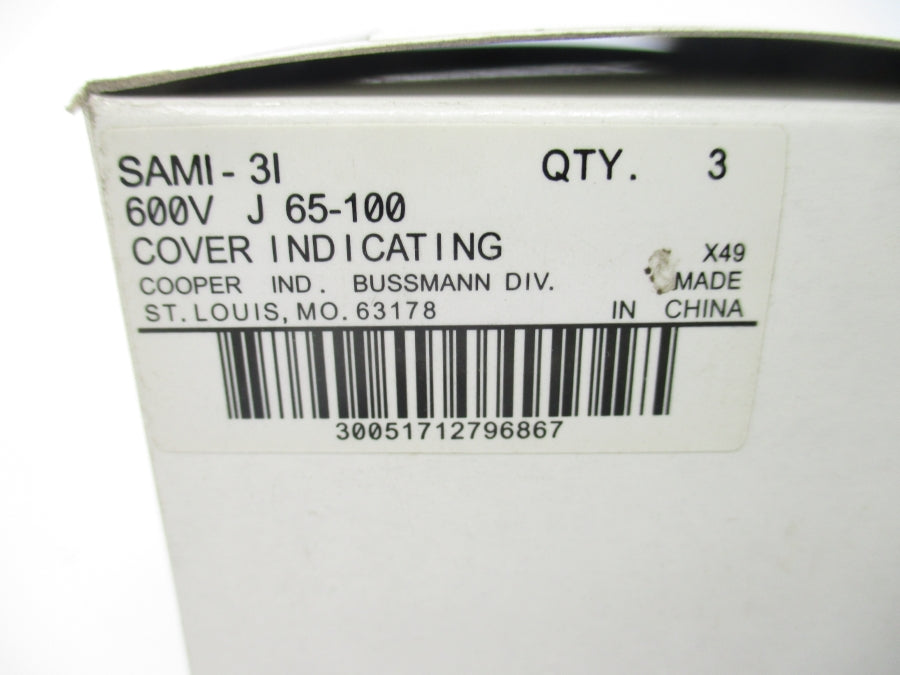 SAMI - 3I QTY. 3
600V J 65-100
COVER INDICATING X49
COOPER IND. BUSSMANN DIV. MADE
ST. LOUIS, MO. 63178 IN CHINA
30051712796867